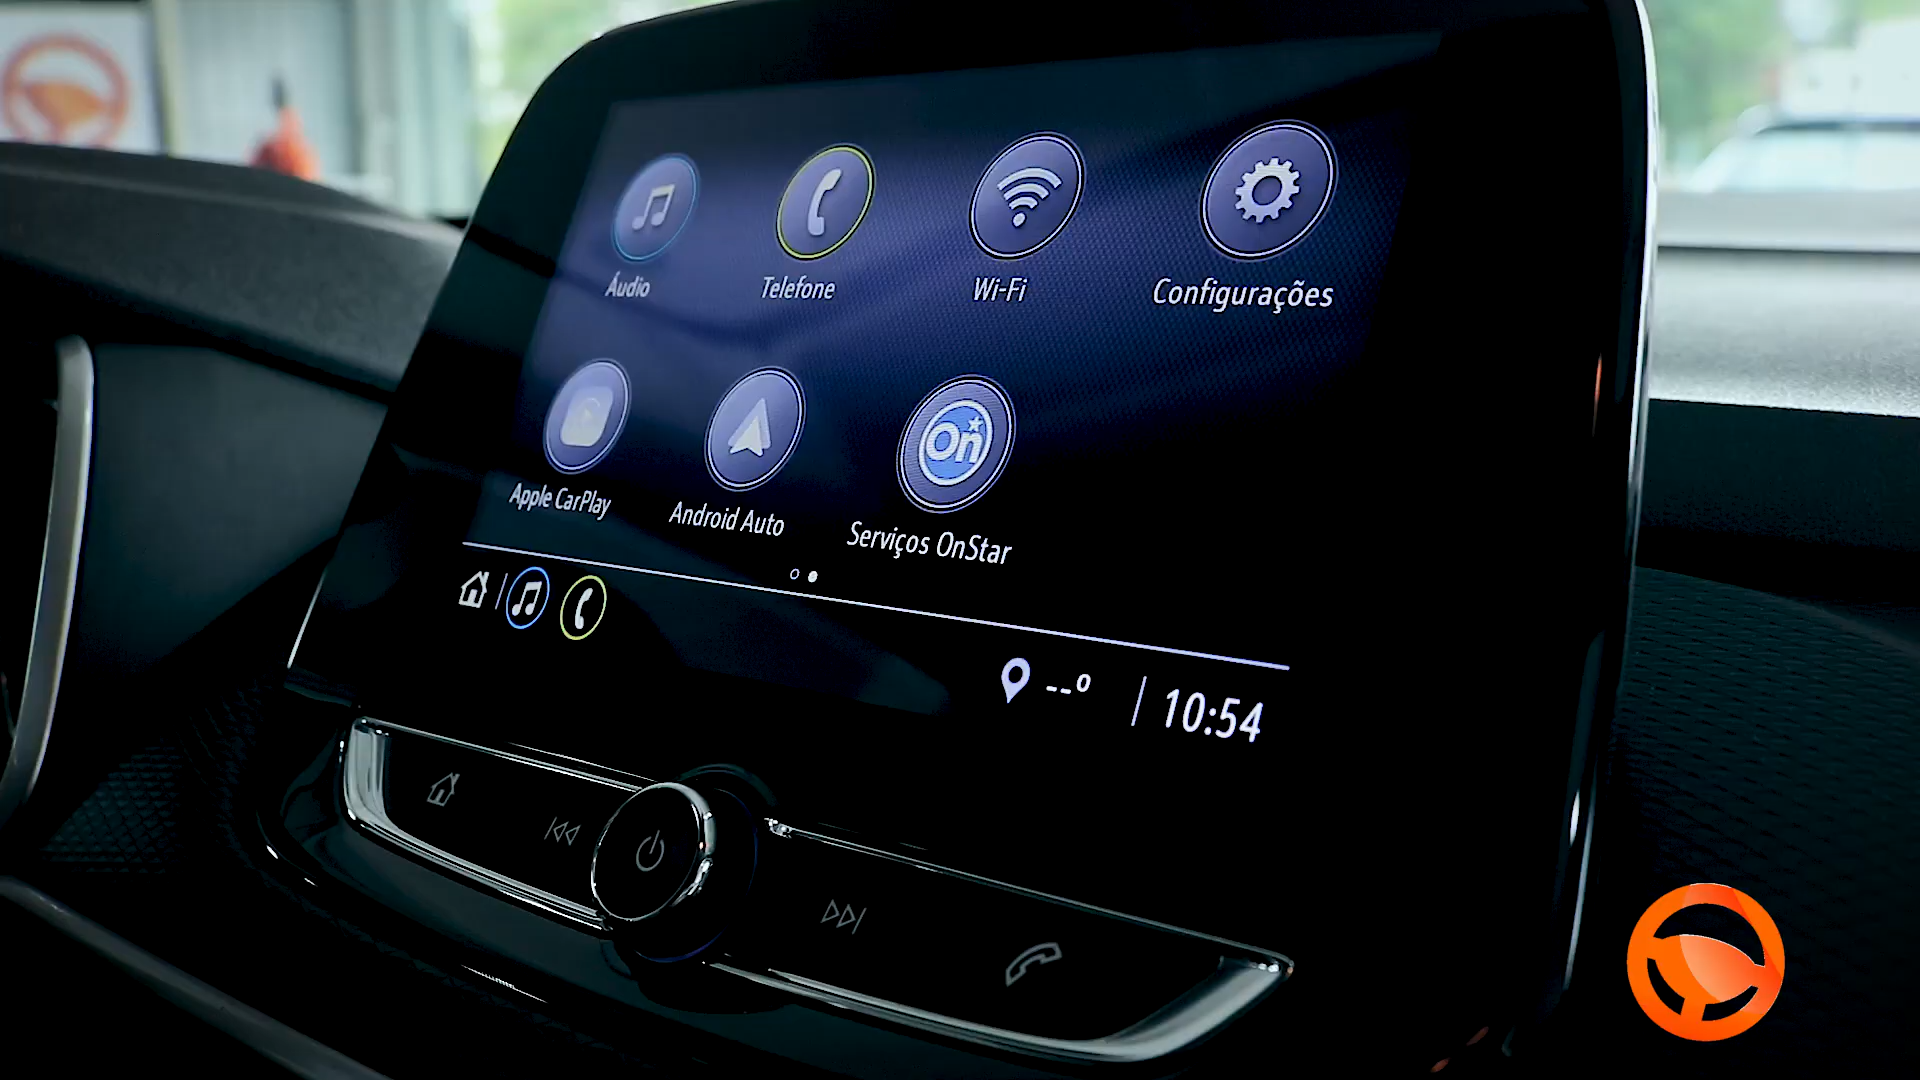 Áudio
Telefone
Wi-Fi
Configurações
Apple CarPlay
Android Auto
On
Serviços OnStar
--º
10:54